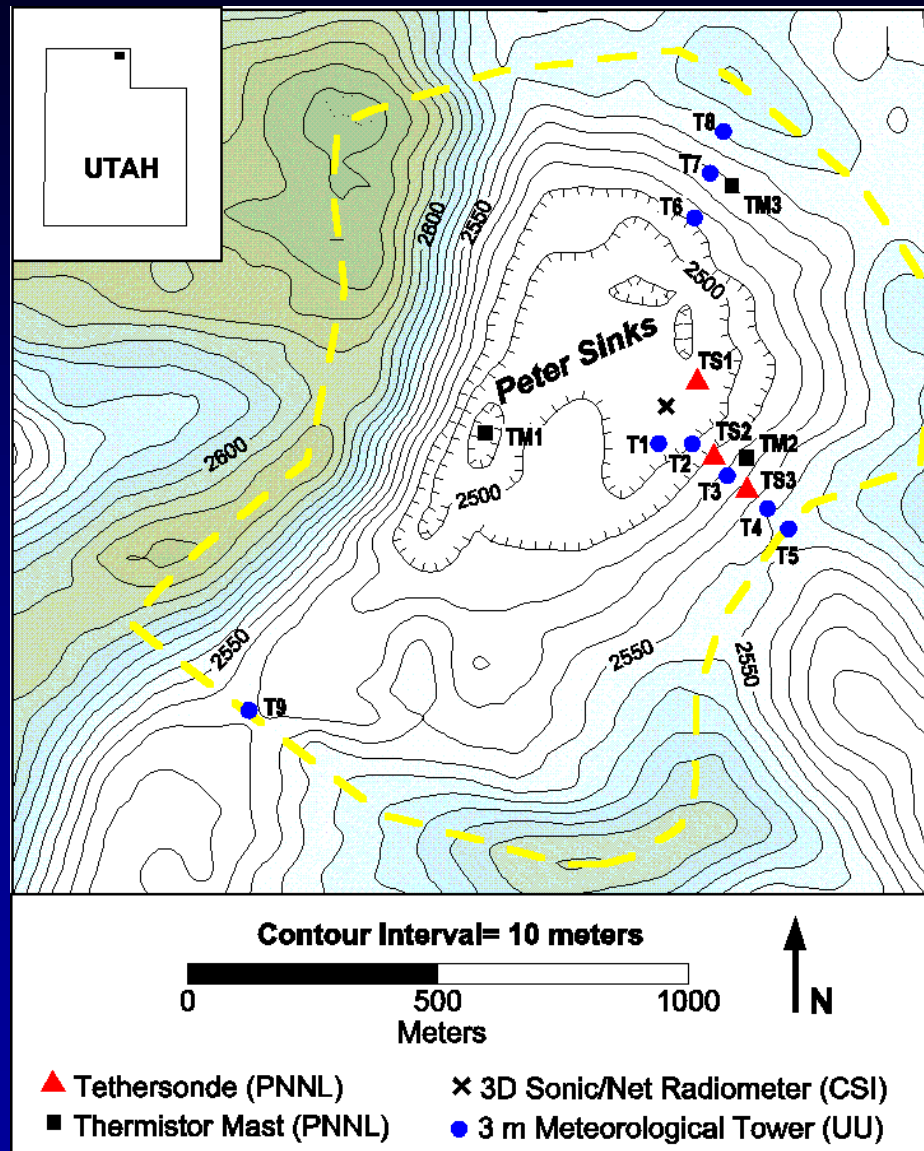 UTAH
T8
T7
TM3
T6
2600
2550
2500
Peter Sinks
TS1
TM1
T1
T2
TS2
TM2
T3
TS3
T4
T5
2600
2500
2550
2550
2550
T9
Contour Interval= 10 meters
0
500
1000
Meters
N
Tethersonde (PNNL)
3D Sonic/Net Radiometer (CSI)
Thermistor Mast (PNNL)
3 m Meteorological Tower (UU)